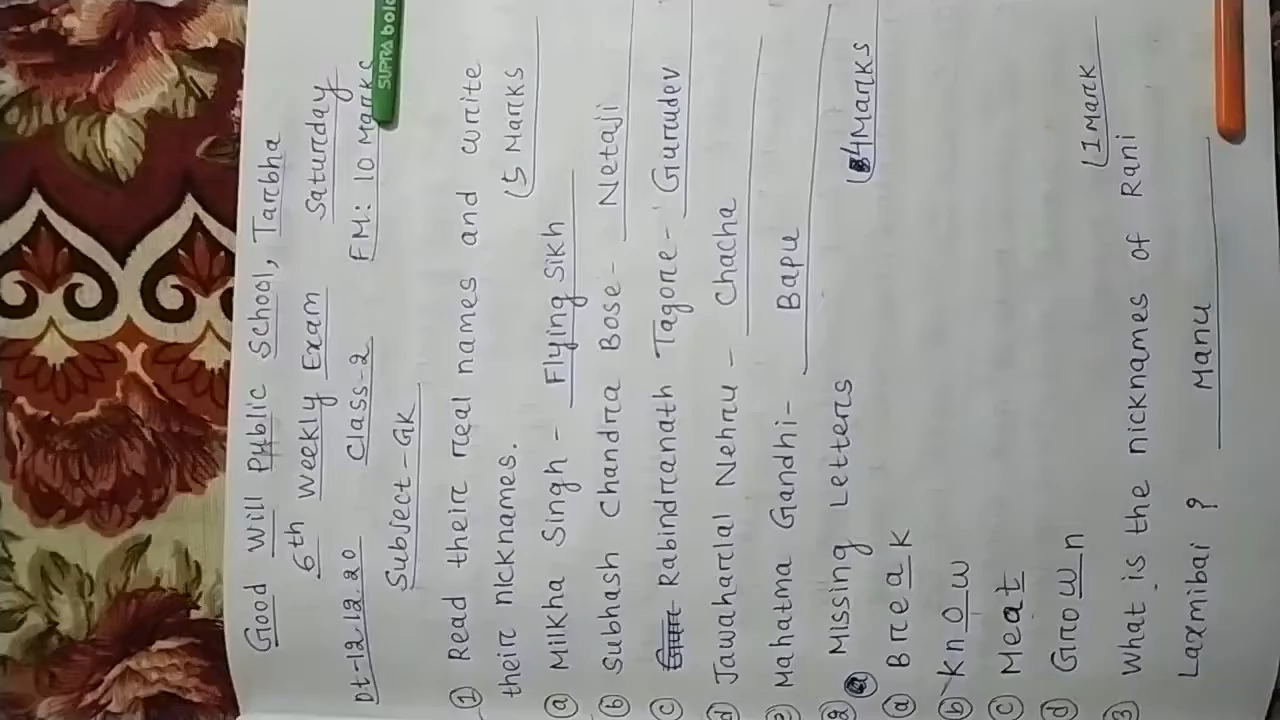 Good Will Public School, Tarbha
6th Weekly Exam Saturday
Dt-12.12.20 Class-2 FM: 10 Marks
Subject-GK
① Read their real names and write
their nicknames. (5 Marks
ⓐ Milkha Singh - Flying Sikh
ⓑ Subhash Chandra Bose - Netaji
ⓒ Rabindranath Tagore - Gurudev
ⓓ Jawaharlal Nehru - Chacha
ⓔ Mahatma Gandhi - Bapu
② Missing Letters (4 Marks
ⓐ Break
ⓑ Know
ⓒ Meat
ⓓ Grown
③ What is the nicknames of Rani (1 Mark
Laxmibai ? Manu
SUPRA bold